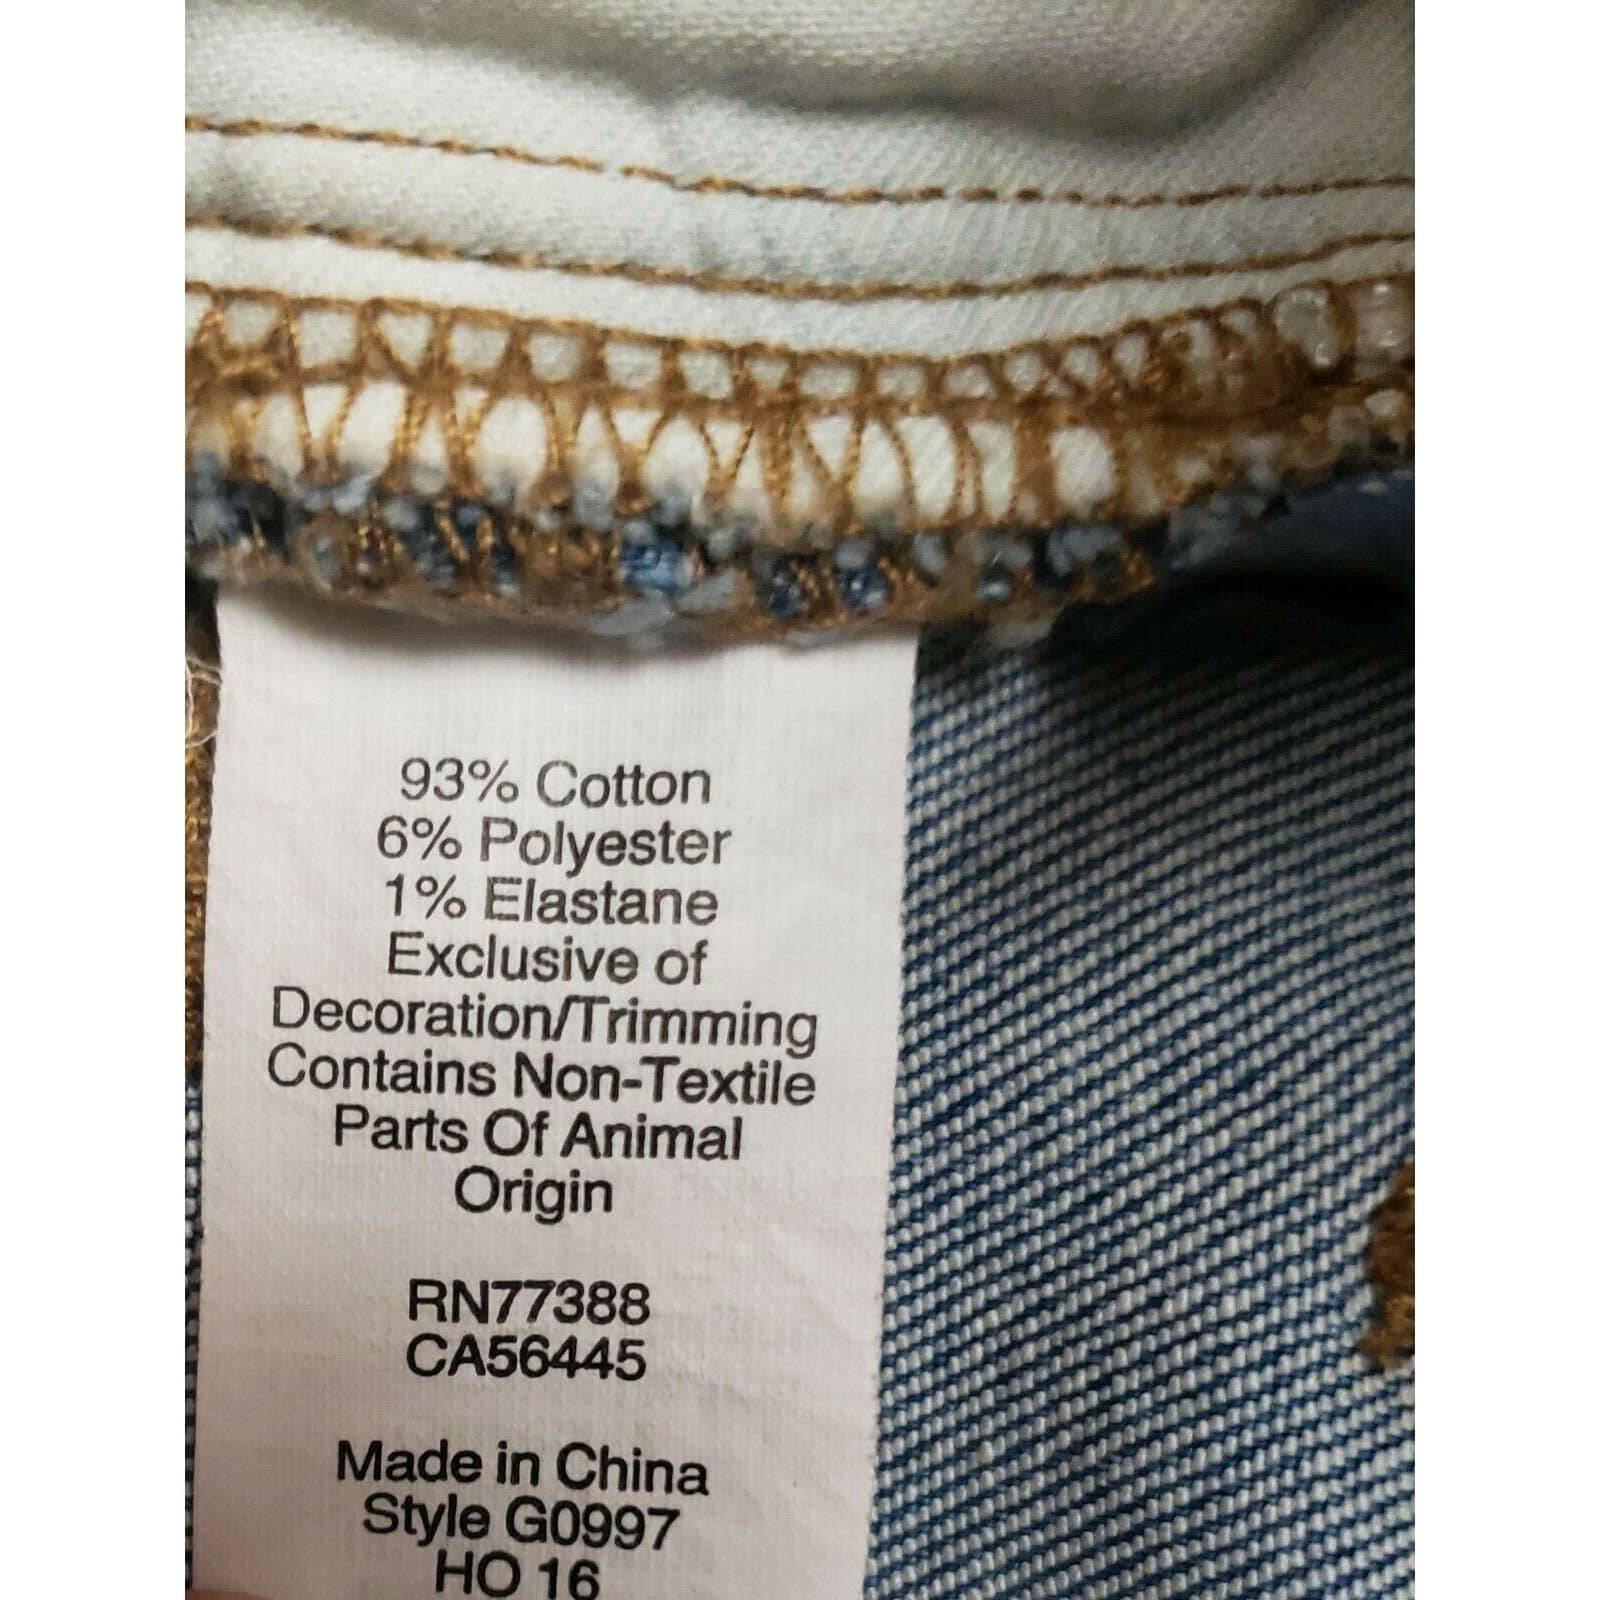 93% Cotton
6% Polyester
1% Elastane
Exclusive of
Decoration/Trimming
Contains Non-Textile
Parts Of Animal
Origin
RN77388
CA56445
Made in China
Style G0997
HO 16